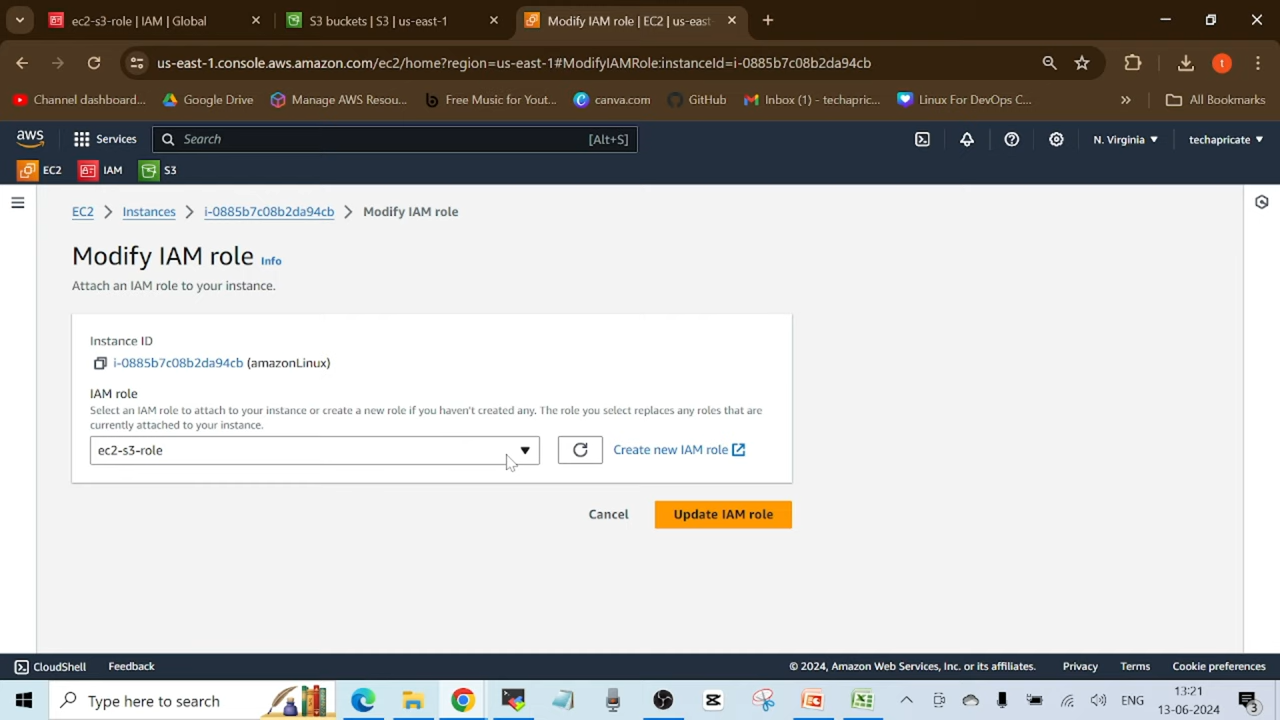 ec2-s3-role | IAM | Global
S3 buckets | S3 | us-east-1
Modify IAM role | EC2 | us-east-
us-east-1.console.aws.amazon.com/ec2/home?region=us-east-1#ModifyIAMRole:instanceId=i-0885b7c08b2da94cb
t
Channel dashboard...
Google Drive
Manage AWS Resou...
Free Music for Yout...
canva.com
GitHub
Inbox (1) - techapric...
Linux For DevOps C...
»
All Bookmarks
aws
Services
Search
[Alt+S]
N. Virginia
techapricate
EC2
IAM
S3
EC2 > Instances > i-0885b7c08b2da94cb > Modify IAM role
Modify IAM role Info
Attach an IAM role to your instance.
Instance ID
i-0885b7c08b2da94cb (amazonLinux)
IAM role
Select an IAM role to attach to your instance or create a new role if you haven't created any. The role you select replaces any roles that are
currently attached to your instance.
ec2-s3-role
Create new IAM role
Cancel
Update IAM role
CloudShell
Feedback
© 2024, Amazon Web Services, Inc. or its affiliates.
Privacy
Terms
Cookie preferences
Type here to search
ENG
13:21
13-06-2024
3